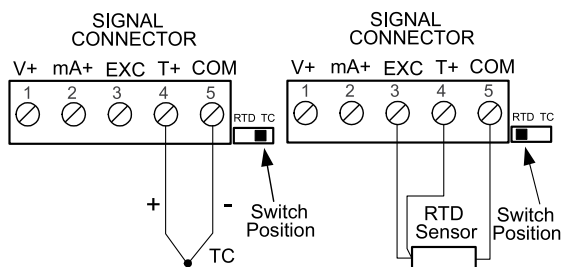 SIGNAL
CONNECTOR
V+ mA+ EXC T+ COM
1 2 3 4 5
RTD TC
+ -
Switch
Position
TC
SIGNAL
CONNECTOR
V+ mA+ EXC T+ COM
1 2 3 4 5
RTD TC
RTD
Sensor
Switch
Position